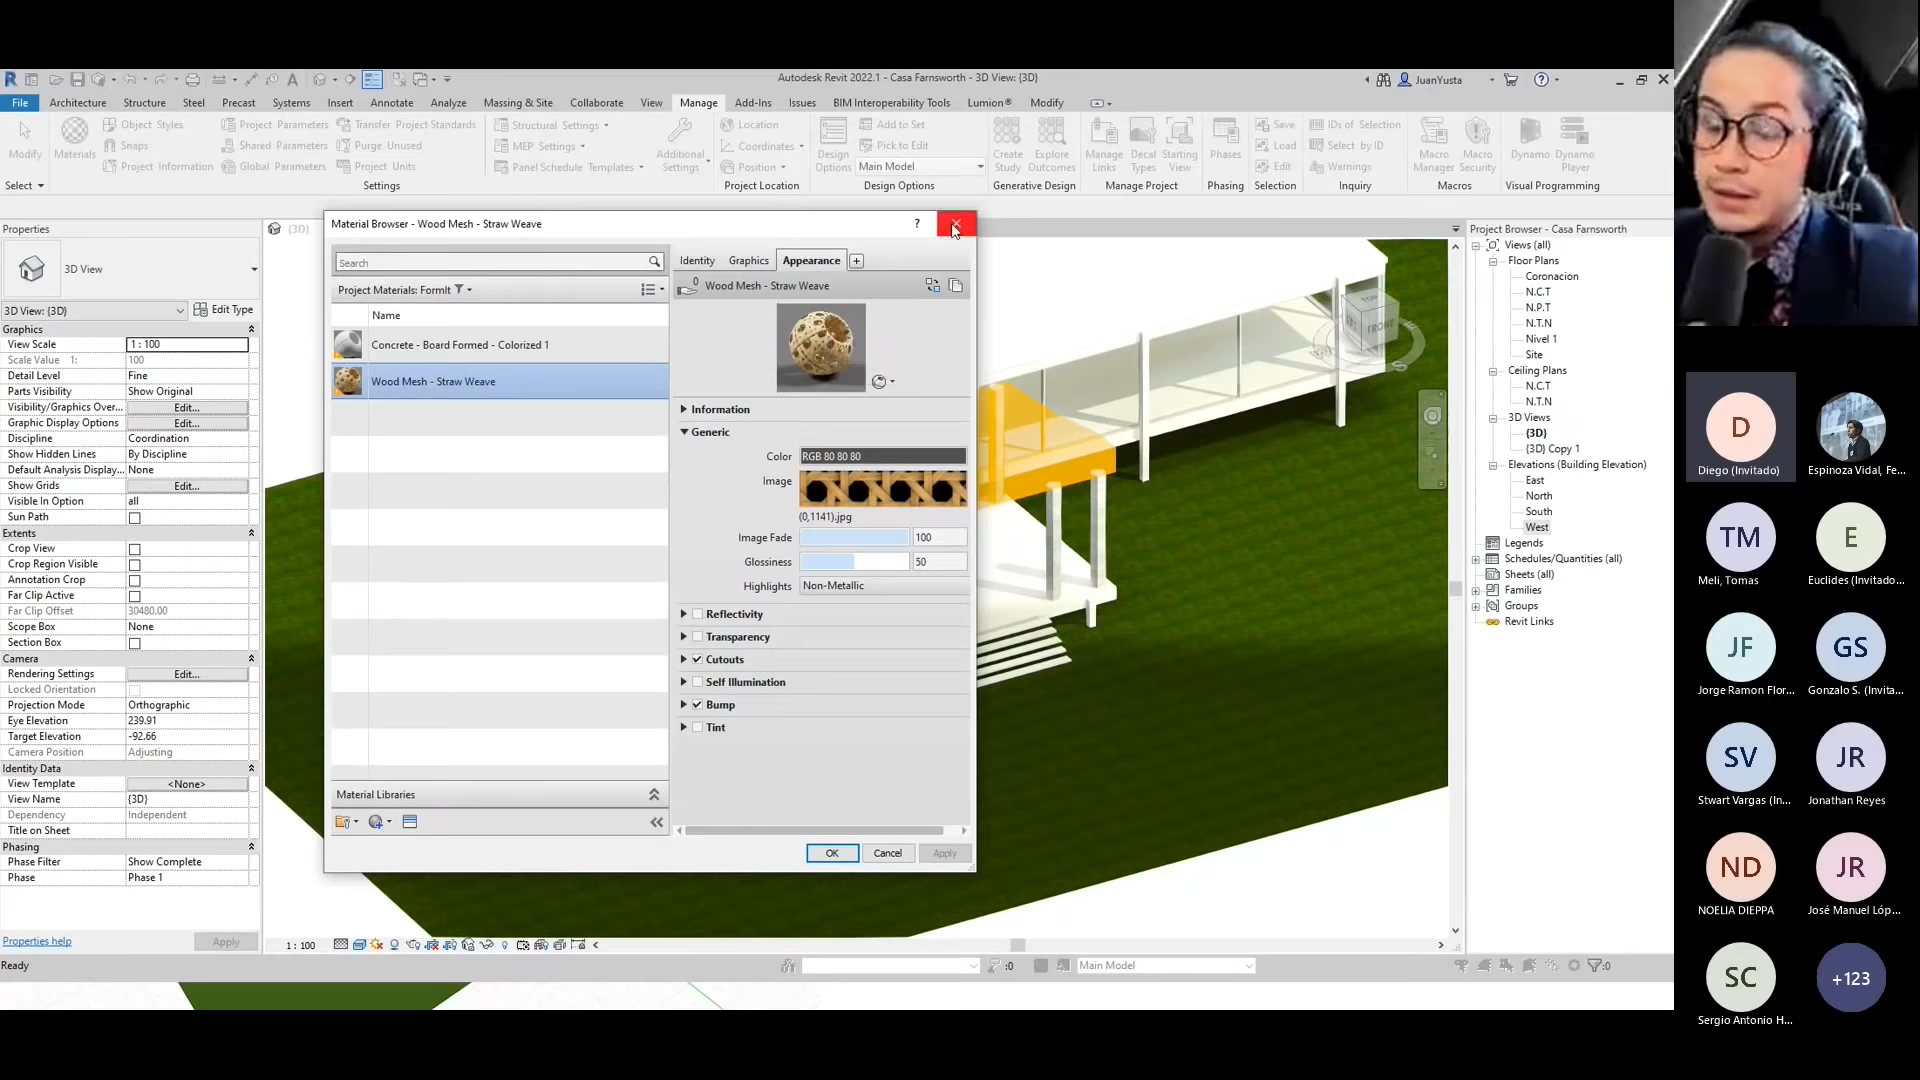 Autodesk Revit 2022.1 - Casa Farnsworth - 3D View: {3D}
JuanYusta
File Architecture Structure Steel Precast Systems Insert Annotate Analyze Massing & Site Collaborate View Manage Add-Ins Issues BIM Interoperability Tools Lumion® Modify
Modify
Materials
Object Styles
Snaps
Project Information
Project Parameters
Shared Parameters
Global Parameters
Transfer Project Standards
Purge Unused
Project Units
Structural Settings
MEP Settings
Panel Schedule Templates
Additional
Settings
Location
Coordinates
Position
Design
Options
Add to Set
Pick to Edit
Main Model
Create
Study
Explore
Outcomes
Manage
Links
Decal
Types
Starting
View
Phases
Save
Load
Edit
IDs of Selection
Select by ID
Warnings
Macro
Manager
Macro
Security
Dynamo
Dynamo
Player
Select
Settings
Project Location
Design Options
Generative Design
Manage Project
Phasing
Selection
Inquiry
Macros
Visual Programming
Properties
3D View
3D View: {3D}
Edit Type
Graphics
View Scale 1 : 100
Scale Value 1: 100
Detail Level Fine
Parts Visibility Show Original
Visibility/Graphics Over... Edit...
Graphic Display Options Edit...
Discipline Coordination
Show Hidden Lines By Discipline
Default Analysis Display... None
Show Grids Edit...
Visible In Option all
Sun Path
Extents
Crop View
Crop Region Visible
Annotation Crop
Far Clip Active
Far Clip Offset 30480.00
Scope Box None
Section Box
Camera
Rendering Settings Edit...
Locked Orientation
Projection Mode Orthographic
Eye Elevation 239.91
Target Elevation -92.66
Camera Position Adjusting
Identity Data
View Template <None>
View Name {3D}
Dependency Independent
Title on Sheet
Phasing
Phase Filter Show Complete
Phase Phase 1
Properties help
Apply
Ready
{3D}
Material Browser - Wood Mesh - Straw Weave
?
Search
Project Materials: FormIt
Name
Concrete - Board Formed - Colorized 1
Wood Mesh - Straw Weave
Material Libraries
Identity Graphics Appearance
0
Wood Mesh - Straw Weave
Information
Generic
Color RGB 80 80 80
Image
(0,1141).jpg
Image Fade 100
Glossiness 50
Highlights Non-Metallic
Reflectivity
Transparency
Cutouts
Self Illumination
Bump
Tint
OK Cancel Apply
TOP
FRONT
W
S
1 : 100
:0
Main Model
:0
Project Browser - Casa Farnsworth
Views (all)
Floor Plans
Coronacion
N.C.T
N.P.T
N.T.N
Nivel 1
Site
Ceiling Plans
N.C.T
N.T.N
3D Views
{3D}
{3D} Copy 1
Elevations (Building Elevation)
East
North
South
West
Legends
Schedules/Quantities (all)
Sheets (all)
Families
Groups
Revit Links
D
Diego (Invitado)
Espinoza Vidal, Fe...
TM
Meli, Tomas
E
Euclides (Invitado...
JF
Jorge Ramon Flor...
GS
Gonzalo S. (Invita...
SV
Stwart Vargas (In...
JR
Jonathan Reyes
ND
NOELIA DIEPPA
JR
José Manuel Lóp...
SC
Sergio Antonio H...
+123